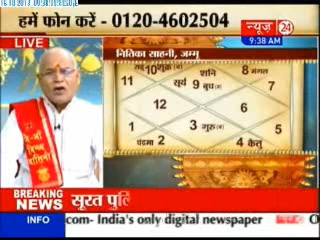 हमें फोन करें - 0120-4602504
न्यूज़ 24
LIVE
9:38 AM
नितिका साहनी, जम्मू
10 शुक्र शनि 8 मंगल
11 सूर्य 9 बुध 7
12 6
1 3 गुरु 5
चंद्रमा 2 4 केतु
BREAKING
NEWS सूरत पुलि
INFO com- India's only digital newspaper